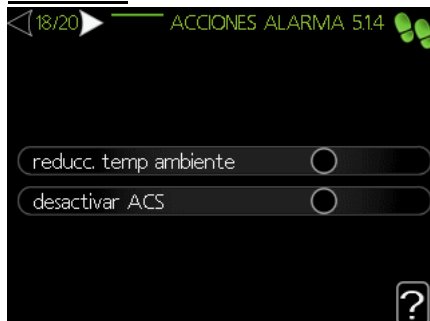 18/20 ACCIONES ALARMA 5.1.4
reducc. temp ambiente
desactivar ACS
?